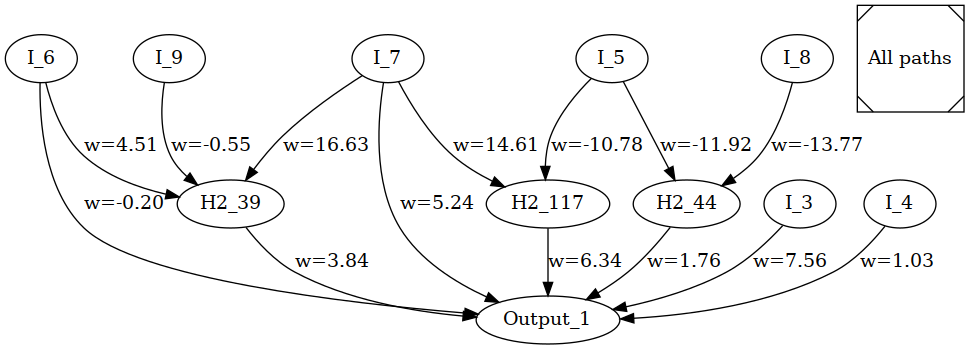 I_6
I_9
I_7
I_5
I_8
All paths
w=4.51
w=-0.55
w=16.63
w=14.61
w=-10.78
w=-11.92
w=-13.77
w=-0.20
H2_39
w=5.24
H2_117
H2_44
I_3
I_4
w=3.84
w=6.34
w=1.76
w=7.56
w=1.03
Output_1